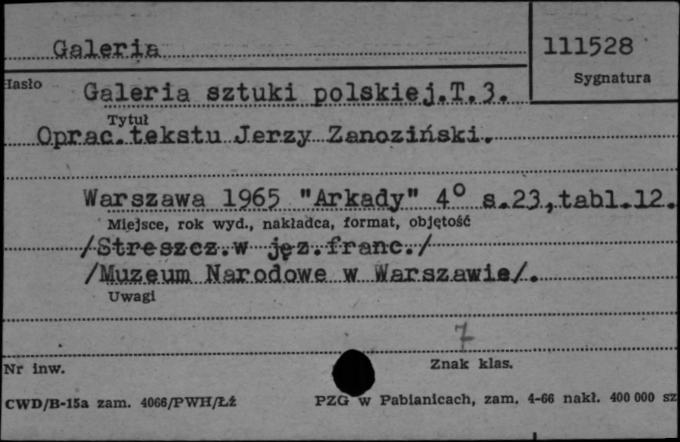 Galeria
111528
Hasło
Sygnatura
Galeria sztuki polskiej.T.3.
Tytuł
Oprac.tekstu Jerzy Zanoziński.
Warszawa 1965 "Arkady" 4° s.23,tabl.12.
Miejsce, rok wyd., nakładca, format, objętość
/Streszcz.w jęz.franc./
/Muzeum Narodowe w Warszawie/.
Uwagi
7
Nr inw.
Znak klas.
CWD/B-15a zam. 4066/PWH/Łż
PZG w Pabianicach, zam. 4-66 nakł. 400 000 sz